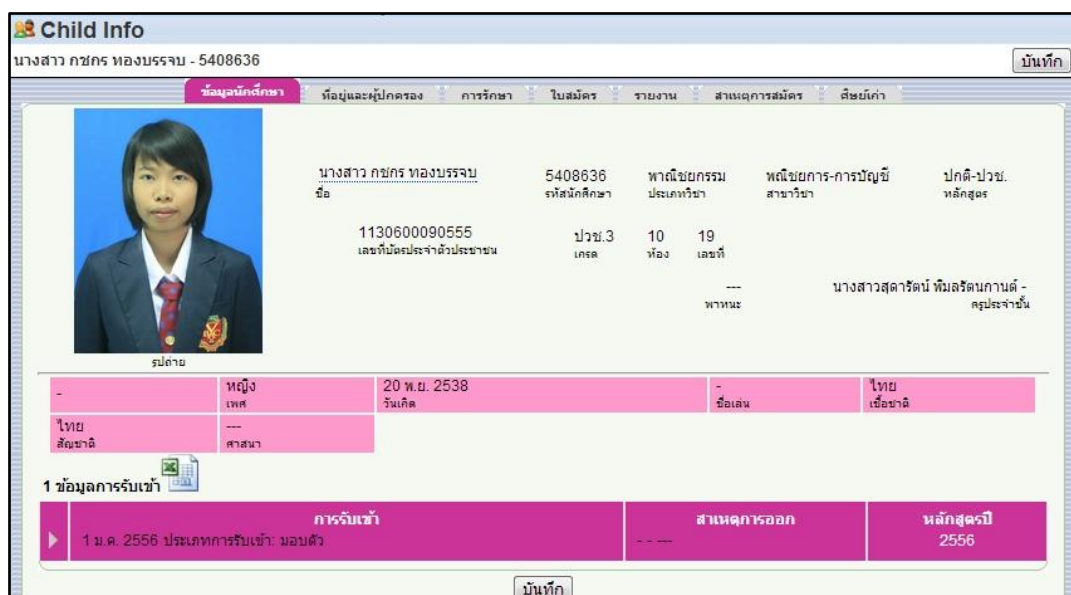 Child Info
นางสาว กชกร ทองบรรจบ - 5408636
บันทึก
ข้อมูลนักศึกษา ที่อยู่และผู้ปกครอง การรักษา ใบสมัคร รายงาน สาเหตุการสมัคร ศิษย์เก่า
นางสาว กชกร ทองบรรจบ 5408636 พาณิชยกรรม พณิชยการ-การบัญชี ปกติ-ปวช.
ชื่อ รหัสนักศึกษา ประเภทวิชา สาขาวิชา หลักสูตร
1130600090555 ปวช.3 10 19
เลขที่บัตรประจำตัวประชาชน เกรด ห้อง เลขที่
--- นางสาวสุดารัตน์ พิมลรัตนกานต์ -
พาหนะ ครูประจำชั้น
รูปถ่าย
- หญิง 20 พ.ย. 2538 - ไทย
เพศ วันเกิด ชื่อเล่น เชื้อชาติ
ไทย ---
สัญชาติ ศาสนา
1 ข้อมูลการรับเข้า
การรับเข้า สาเหตุการออก หลักสูตรปี
1 ม.ค. 2556 ประเภทการรับเข้า: มอบตัว - - --- 2556
บันทึก